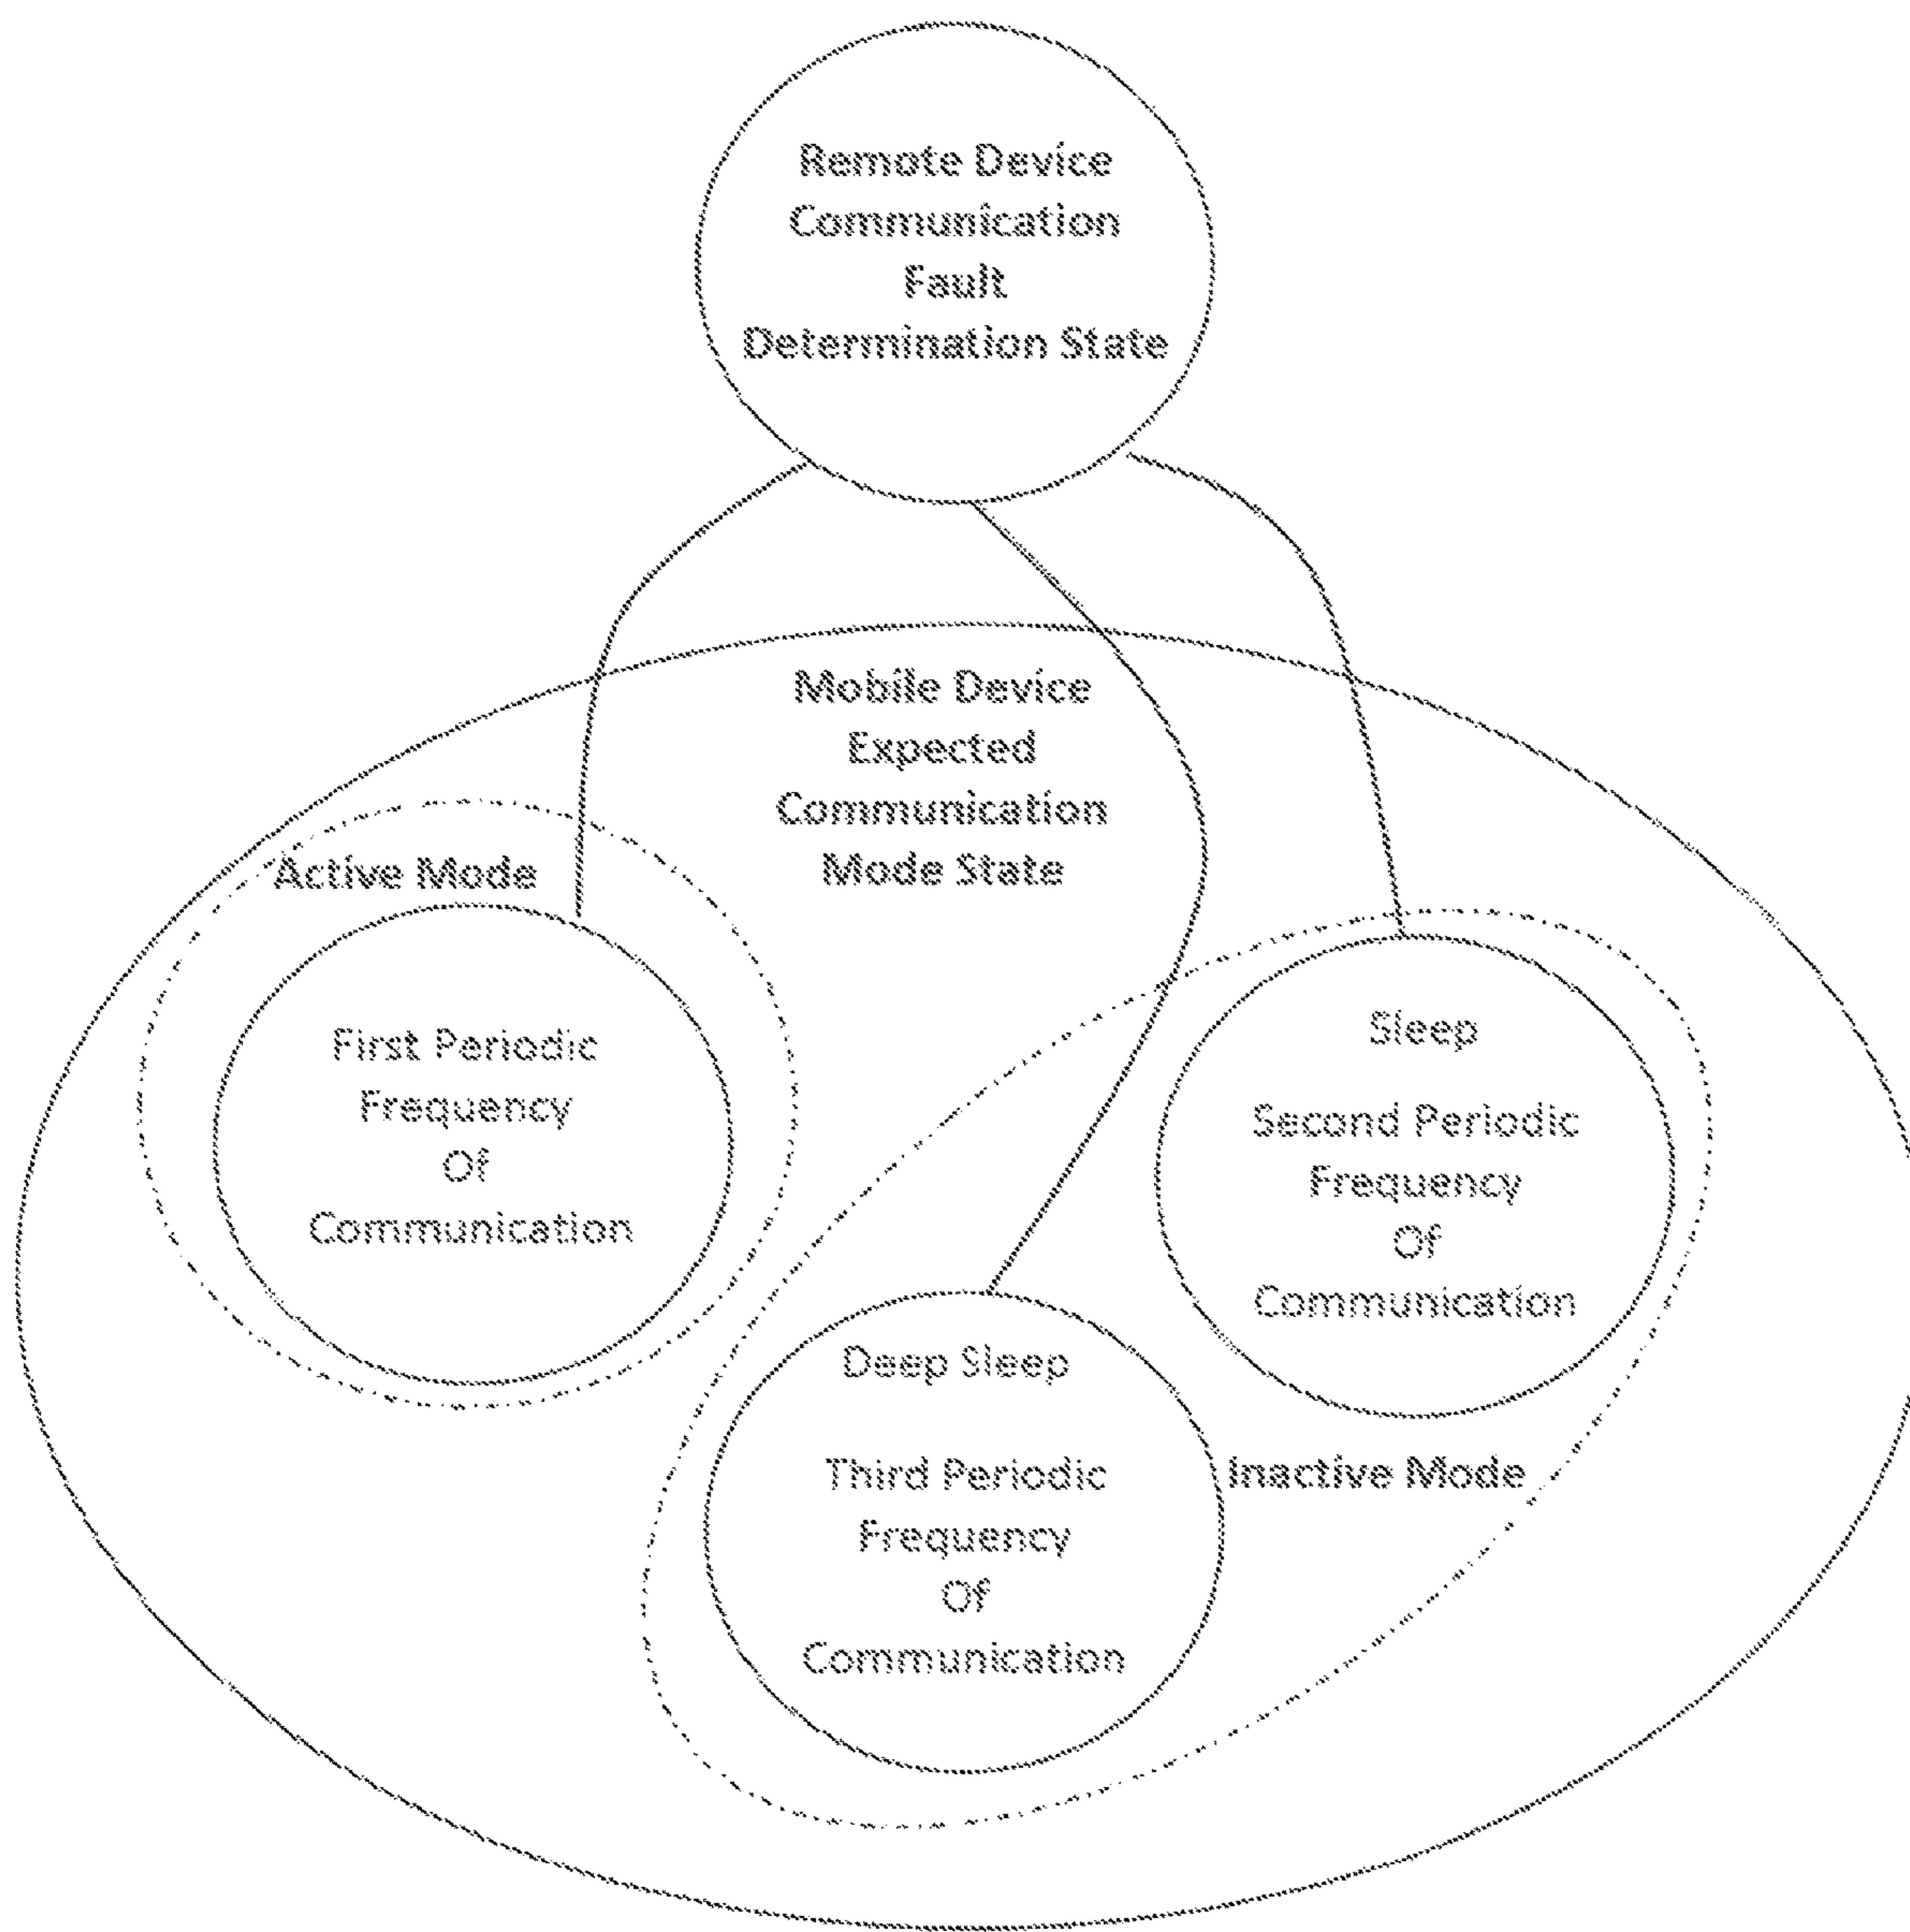 Remote Device
Communication
Fault
Determination State
Mobile Device
Expected
Communication
Mode State
Active Mode
First Periodic
Frequency
Of
Communication
Sleep
Second Periodic
Frequency
Of
Communication
Deep Sleep
Third Periodic
Frequency
Of
Communication
Inactive Mode